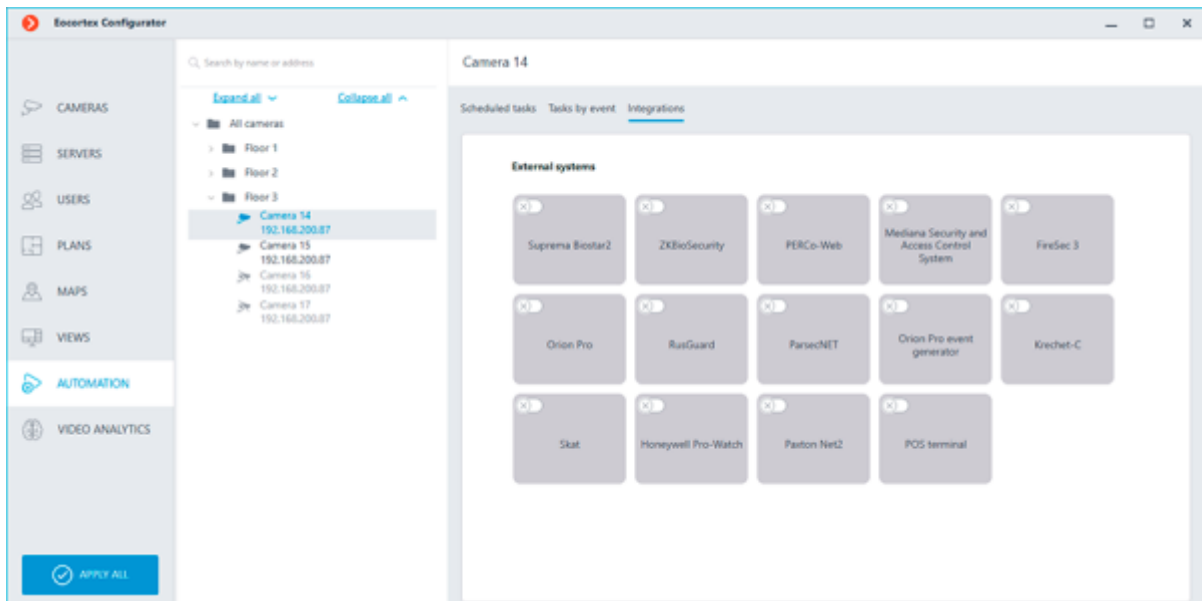 Eocortex Configurator
Search by name or address
Camera 14
Expand all
Collapse all
Scheduled tasks
Tasks by event
Integrations
CAMERAS
SERVERS
USERS
PLANS
MAPS
VIEWS
AUTOMATION
VIDEO ANALYTICS
APPLY ALL
All cameras
Floor 1
Floor 2
Floor 3
Camera 14
192.168.200.87
Camera 15
192.168.200.87
Camera 16
192.168.200.87
Camera 17
192.168.200.87
External systems
Suprema Biostar2
ZKBioSecurity
PERCo-Web
Mediana Security and
Access Control
System
FireSec 3
Orion Pro
RusGuard
ParsecNET
Orion Pro event
generator
Krechet-C
Skat
Honeywell Pro-Watch
Paxton Net2
POS terminal